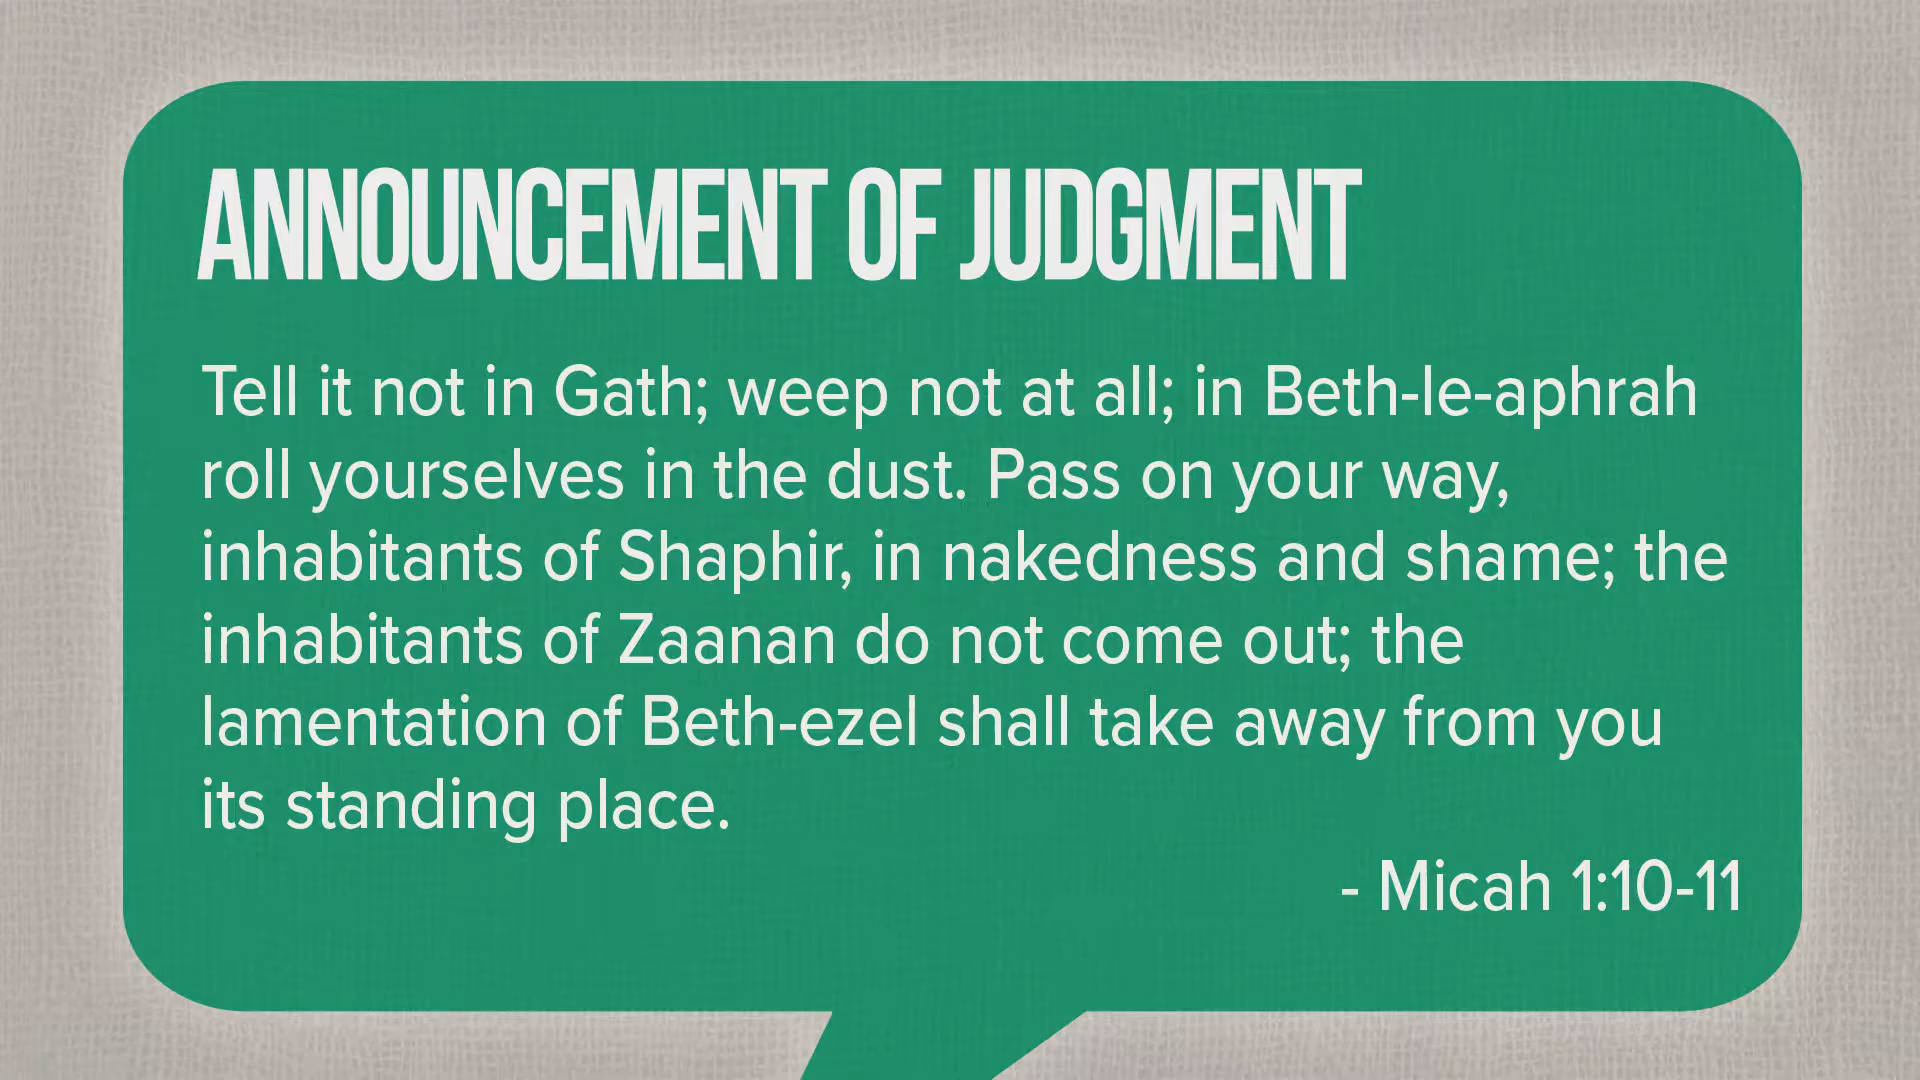 ANNOUNCEMENT OF JUDGMENT
Tell it not in Gath; weep not at all; in Beth-le-aphrah
roll yourselves in the dust. Pass on your way,
inhabitants of Shaphir, in nakedness and shame; the
inhabitants of Zaanan do not come out; the
lamentation of Beth-ezel shall take away from you
its standing place.
- Micah 1:10-11